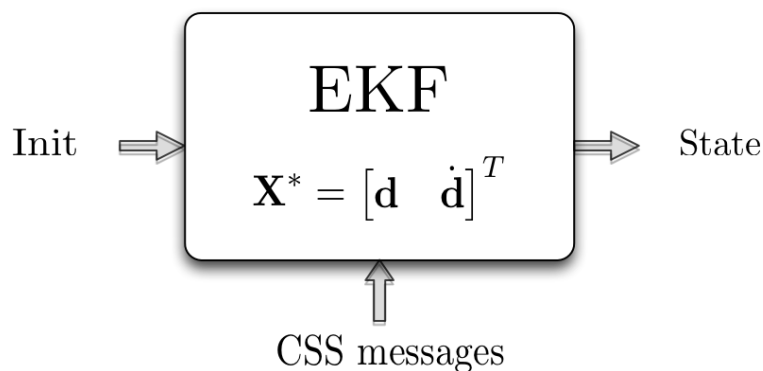 EKF
Init
State
X* = [d ḋ]^T
CSS messages